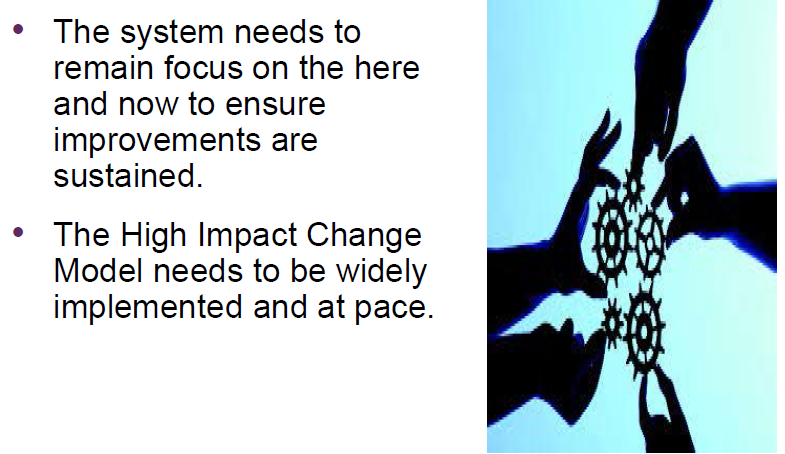 • The system needs to
remain focus on the here
and now to ensure
improvements are
sustained.
• The High Impact Change
Model needs to be widely
implemented and at pace.